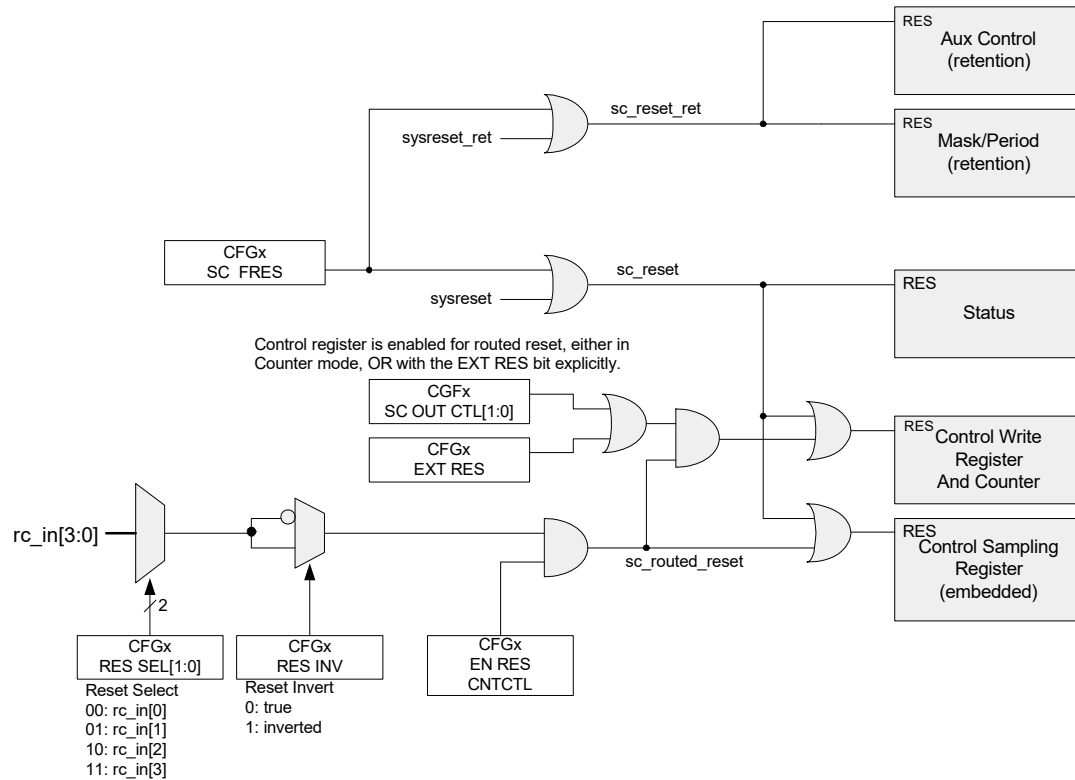 RES
Aux Control
(retention)
sc_reset_ret
RES
sysreset_ret
Mask/Period
(retention)
CFGx
SC FRES
sc_reset
RES
sysreset
Status
Control register is enabled for routed reset, either in
Counter mode, OR with the EXT RES bit explicitly.
CGFx
SC OUT CTL[1:0]
CFGx
EXT RES
RES
Control Write
Register
And Counter
rc_in[3:0]
sc_routed_reset
RES
Control Sampling
Register
(embedded)
2
CFGx
RES SEL[1:0]
CFGx
RES INV
CFGx
EN RES
CNTCTL
Reset Select
00: rc_in[0]
01: rc_in[1]
10: rc_in[2]
11: rc_in[3]
Reset Invert
0: true
1: inverted